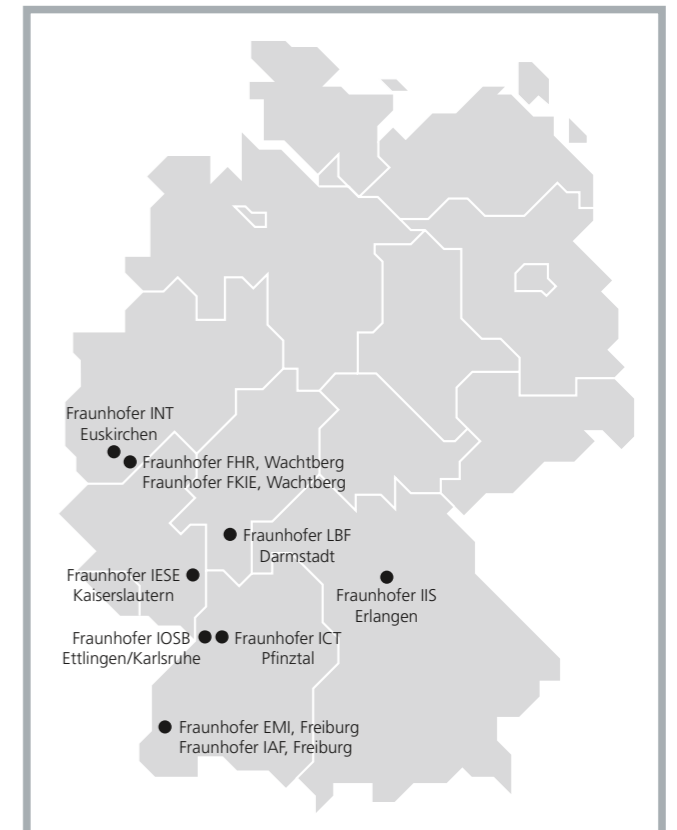 Fraunhofer INT
Euskirchen
Fraunhofer FHR, Wachtberg
Fraunhofer FKIE, Wachtberg
Fraunhofer LBF
Darmstadt
Fraunhofer IESE
Kaiserslautern
Fraunhofer IIS
Erlangen
Fraunhofer IOSB
Ettlingen/Karlsruhe
Fraunhofer ICT
Pfinztal
Fraunhofer EMI, Freiburg
Fraunhofer IAF, Freiburg